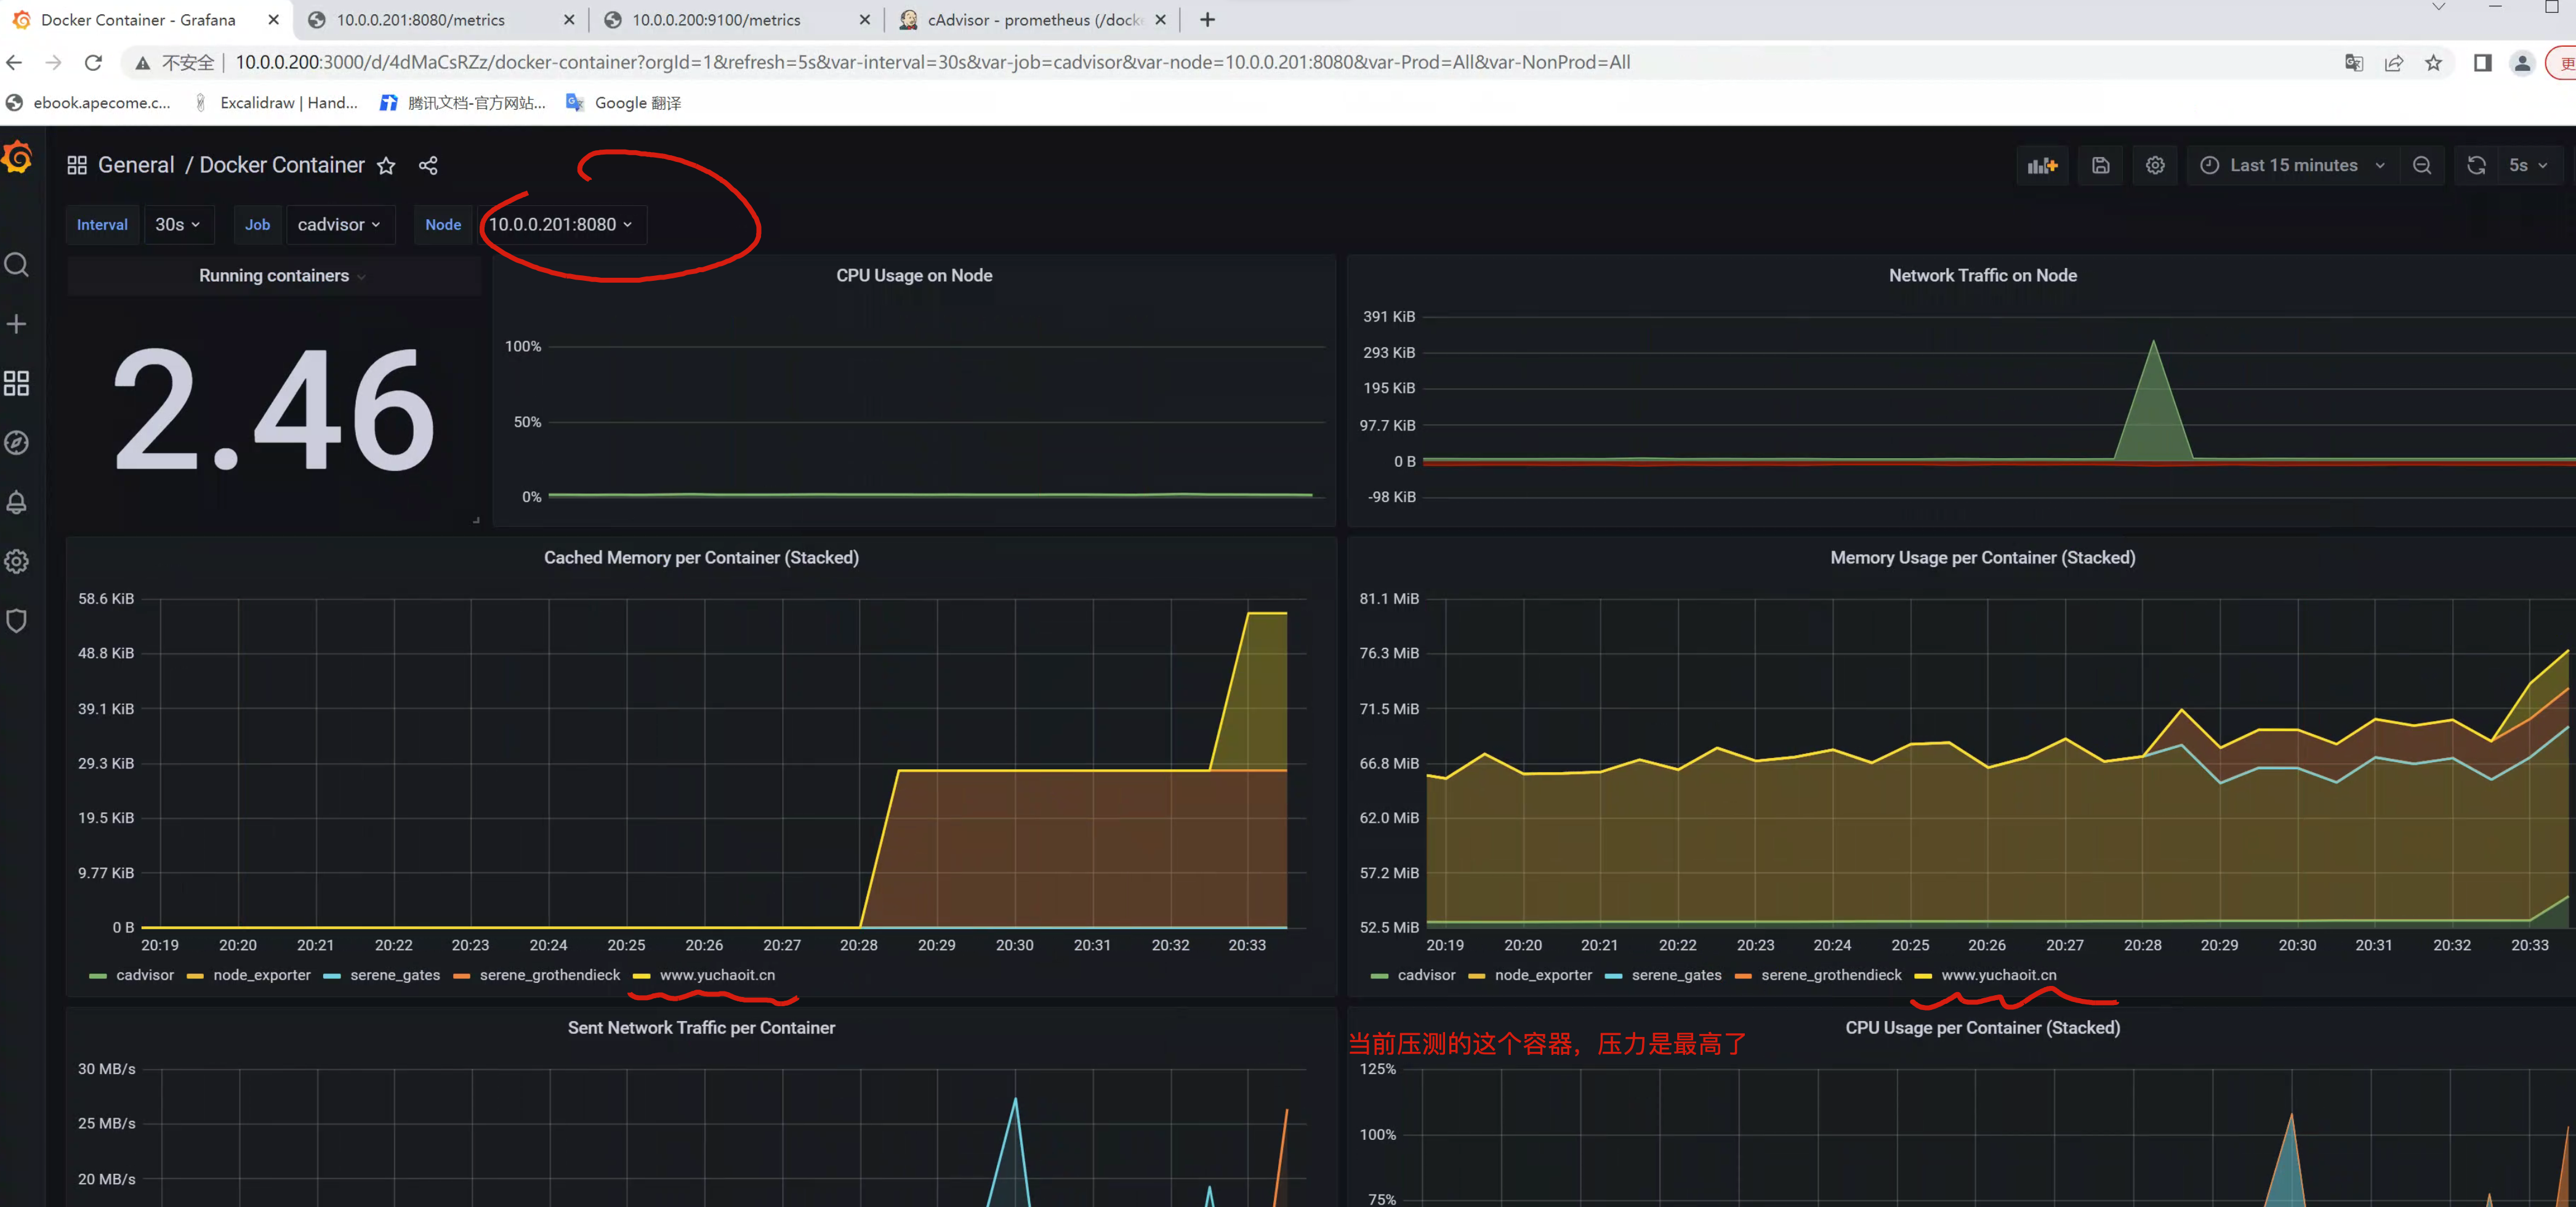 Docker Container - Grafana
10.0.0.201:8080/metrics
10.0.0.200:9100/metrics
cAdvisor - prometheus (/docke
不安全
10.0.0.200:3000/d/4dMaCsRZz/docker-container?orgId=1&refresh=5s&var-interval=30s&var-job=cadvisor&var-node=10.0.0.201:8080&var-Prod=All&var-NonProd=All
更
ebook.apecome.c...
Excalidraw | Hand...
腾讯文档-官方网站...
Google 翻译
General / Docker Container
Last 15 minutes
5s
Interval 30s
Job cadvisor
Node 10.0.0.201:8080
Running containers
2.46
CPU Usage on Node
100%
50%
0%
Network Traffic on Node
391 KiB
293 KiB
195 KiB
97.7 KiB
0 B
-98 KiB
Cached Memory per Container (Stacked)
58.6 KiB
48.8 KiB
39.1 KiB
29.3 KiB
19.5 KiB
9.77 KiB
0 B
20:19 20:20 20:21 20:22 20:23 20:24 20:25 20:26 20:27 20:28 20:29 20:30 20:31 20:32 20:33
cadvisor node_exporter serene_gates serene_grothendieck www.yuchaoit.cn
Memory Usage per Container (Stacked)
81.1 MiB
76.3 MiB
71.5 MiB
66.8 MiB
62.0 MiB
57.2 MiB
52.5 MiB
20:19 20:20 20:21 20:22 20:23 20:24 20:25 20:26 20:27 20:28 20:29 20:30 20:31 20:32 20:33
cadvisor node_exporter serene_gates serene_grothendieck www.yuchaoit.cn
Sent Network Traffic per Container
30 MB/s
25 MB/s
20 MB/s
CPU Usage per Container (Stacked)
当前压测的这个容器，压力是最高了
125%
100%
75%